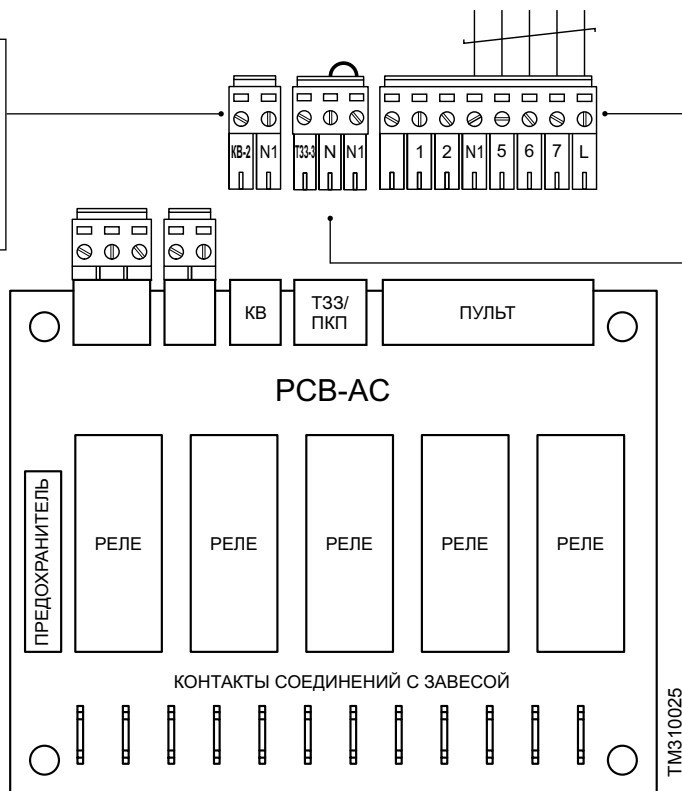 КВ-2 N1 ТЗЗ-3 N N1 1 2 N1 5 6 7 L
КВ ТЗЗ/
ПКП ПУЛЬТ
PCB-AC
ПРЕДОХРАНИТЕЛЬ
РЕЛЕ РЕЛЕ РЕЛЕ РЕЛЕ РЕЛЕ
КОНТАКТЫ СОЕДИНЕНИЙ С ЗАВЕСОЙ
TM310025